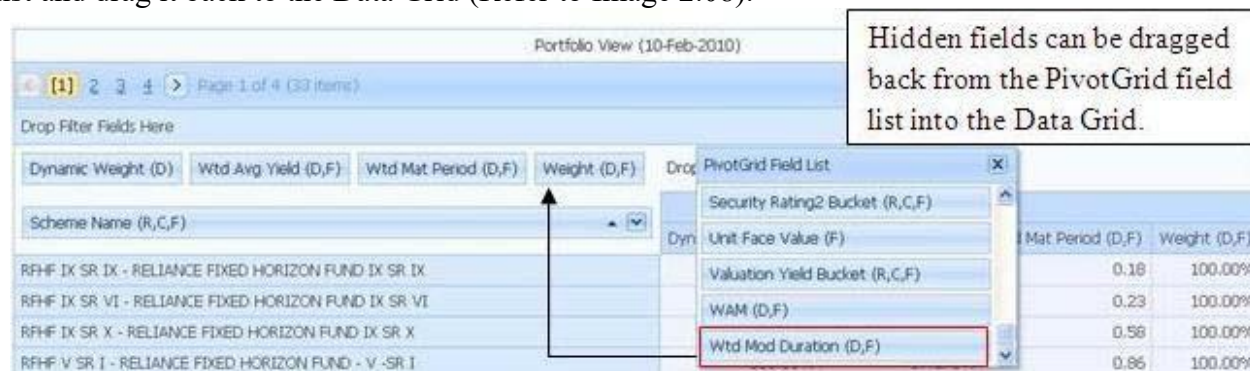 ist and drag it back to the Data Grid (Refer to Image 2.08).
Portfolio View (10-Feb-2010)
Hidden fields can be dragged
back from the PivotGrid field
list into the Data Grid.
[1] 2 3 4 Page 1 of 4 (33 items)
Drop Filter Fields Here
Dynamic Weight (D) Wtd Avg Yield (D,F) Wtd Mat Period (D,F) Weight (D,F) Drop
PivotGrid Field List
Security Rating2 Bucket (R,C,F)
Unit Face Value (F)
Valuation Yield Bucket (R,C,F)
WAM (D,F)
Wtd Mod Duration (D,F)
Scheme Name (R,C,F)
Dyn Mat Period (D,F) Weight (D,F)
RFHF IX SR IX - RELIANCE FIXED HORIZON FUND IX SR IX 0.18 100.00%
RFHF IX SR VI - RELIANCE FIXED HORIZON FUND IX SR VI 0.23 100.00%
RFHF IX SR X - RELIANCE FIXED HORIZON FUND IX SR X 0.58 100.00%
RFHF V SR I - RELIANCE FIXED HORIZON FUND - V -SR I 0.86 100.00%